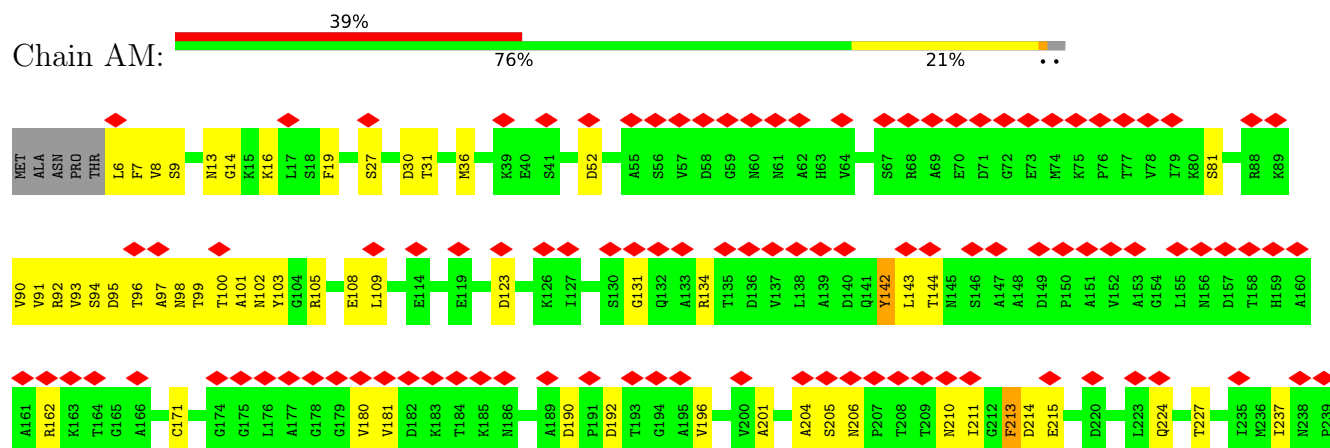 39%
Chain AM:
76% 21% • •
MET ALA ASN PRO THR L6 F7 V8 S9 N13 G14 K15 K16 L17 S18 F19 S27 D30 T31 M36 K39 E40 S41 D52 A55 S56 V57 D58 G59 N60 N61 A62 H63 V64 S67 R68 A69 E70 D71 G72 E73 M74 K75 P76 T77 V78 I79 K80 S81 R88 K89
V90 V91 R92 V93 S94 D95 T96 A97 N98 T99 T100 A101 N102 Y103 G104 R105 E108 L109 E114 E119 D123 K126 I127 S130 G131 Q132 A133 R134 T135 D136 V137 L138 A139 D140 Q141 Y142 L143 T144 N145 S146 A147 A148 D149 P150 A151 V152 A153 G154 L155 N156 D157 T158 H159 A160
A161 R162 K163 T164 G165 A166 C171 G174 G175 L176 A177 G178 G179 V180 V181 D182 K183 T184 K185 N186 A189 D190 P191 D192 T193 G194 A195 V196 V200 A201 A204 S205 N206 P207 T208 T209 N210 I211 G212 F213 D214 E215 D220 L223 Q224 T227 I235 M236 I237 N238 P239